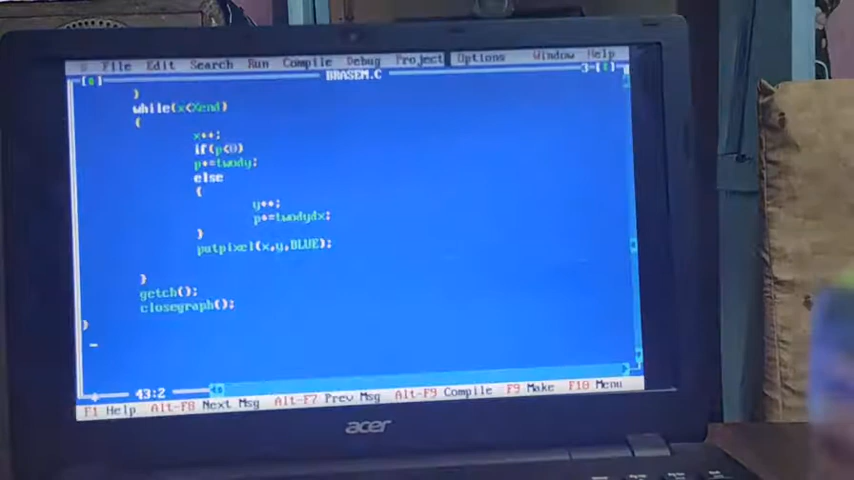 File Edit Search Run Compile Debug Project Options Window Help
BRASEM.C
3
}
while(x<Xend)
{
x++;
if(p<0)
p+=twody;
else
{
y++;
p+=twodydx;
}
putpixel(x,y,BLUE);
}
getch();
closegraph();
}
43:2
F1 Help Alt-F8 Next Msg Alt-F7 Prev Msg Alt-F9 Compile F9 Make F10 Menu
acer